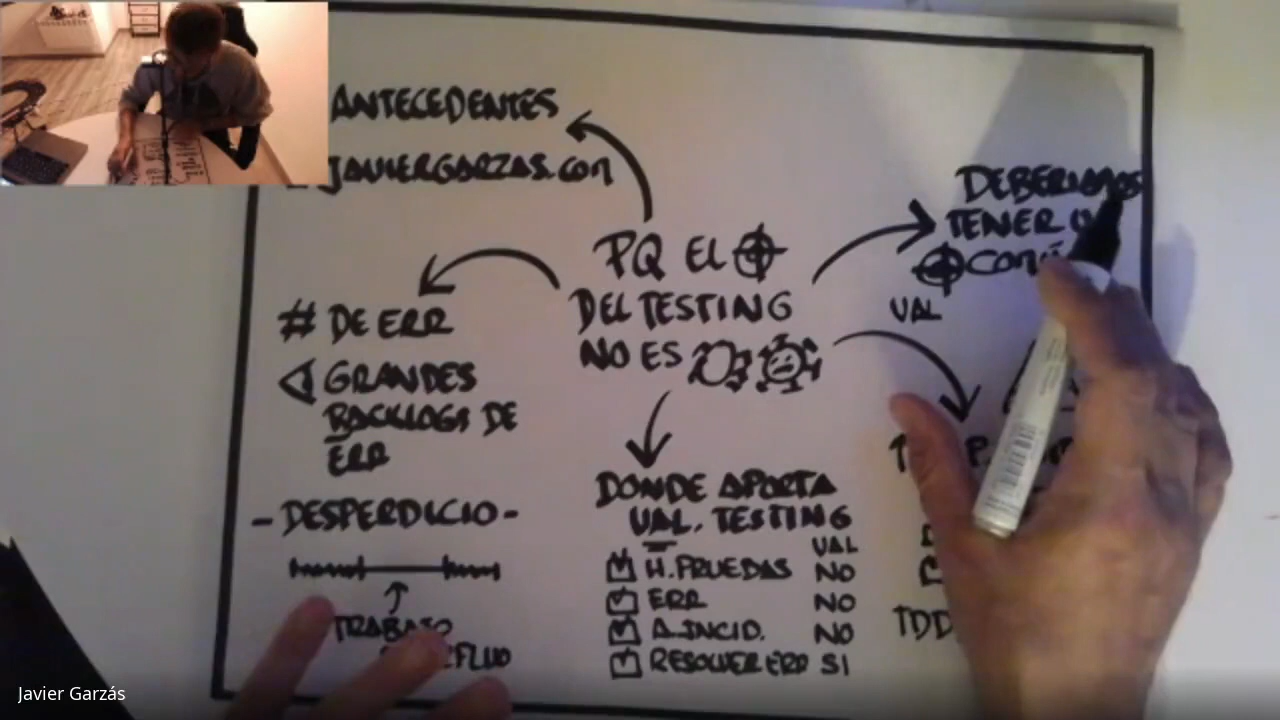 ANTECEDENTES
JAVIERGARZAS.COM
PQ EL
DEL TESTING
NO ES
# DE ERR
GRANDES
BACKLOGS DE
ERR
- DESPERDICIO -
TRABAJO
DONDE APORTA
VAL. TESTING
VAL
H. PRUEBAS NO
ERR NO
A. INCID. NO
RESOLVER ERR SI
DEBERIAMOS
TENER
COMÚ
VAL
TDD
Javier Garzás